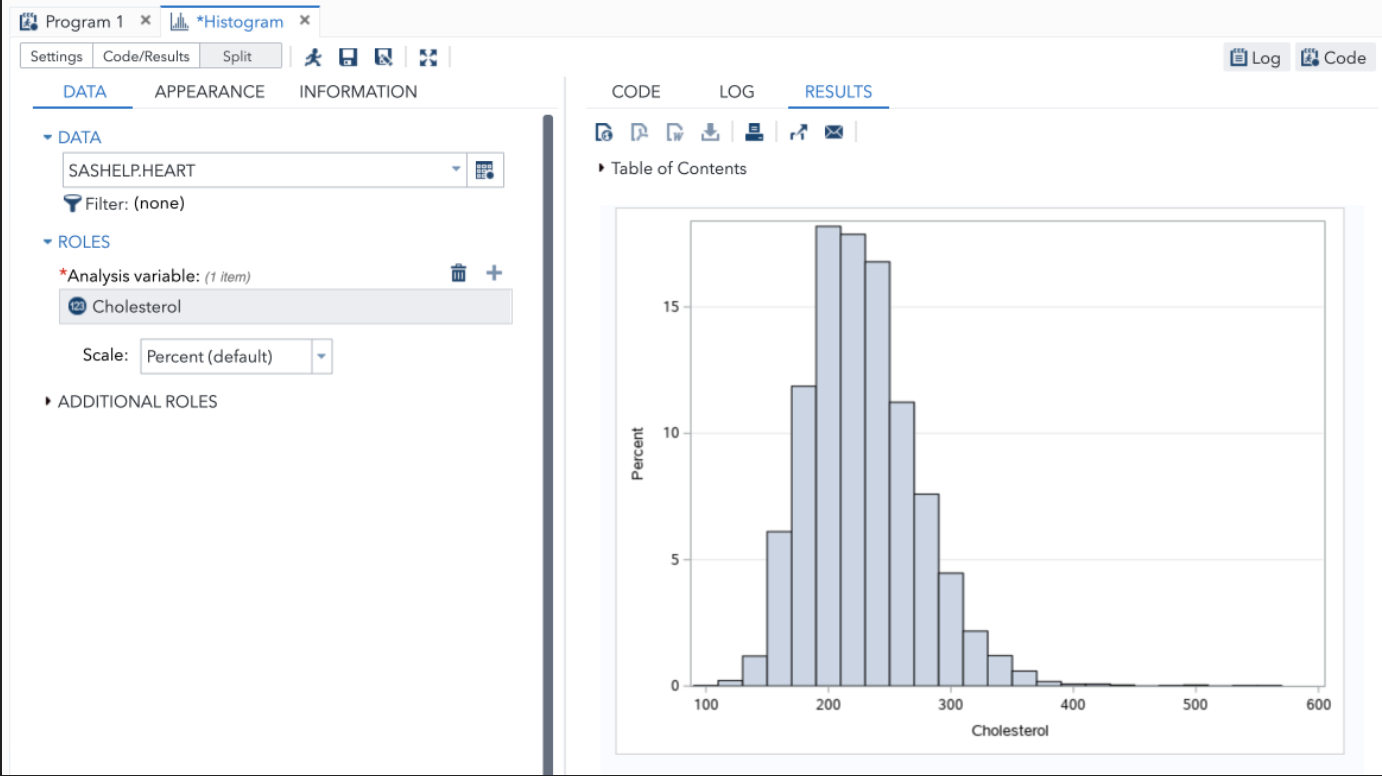 Program 1 × *Histogram ×
Settings Code/Results Split Log Code
DATA APPEARANCE INFORMATION
CODE LOG RESULTS
DATA
SASHELP.HEART
Filter: (none)
ROLES
*Analysis variable: (1 item)
123 Cholesterol
Scale: Percent (default)
ADDITIONAL ROLES
Table of Contents
15
10
5
0
Percent
100 200 300 400 500 600
Cholesterol